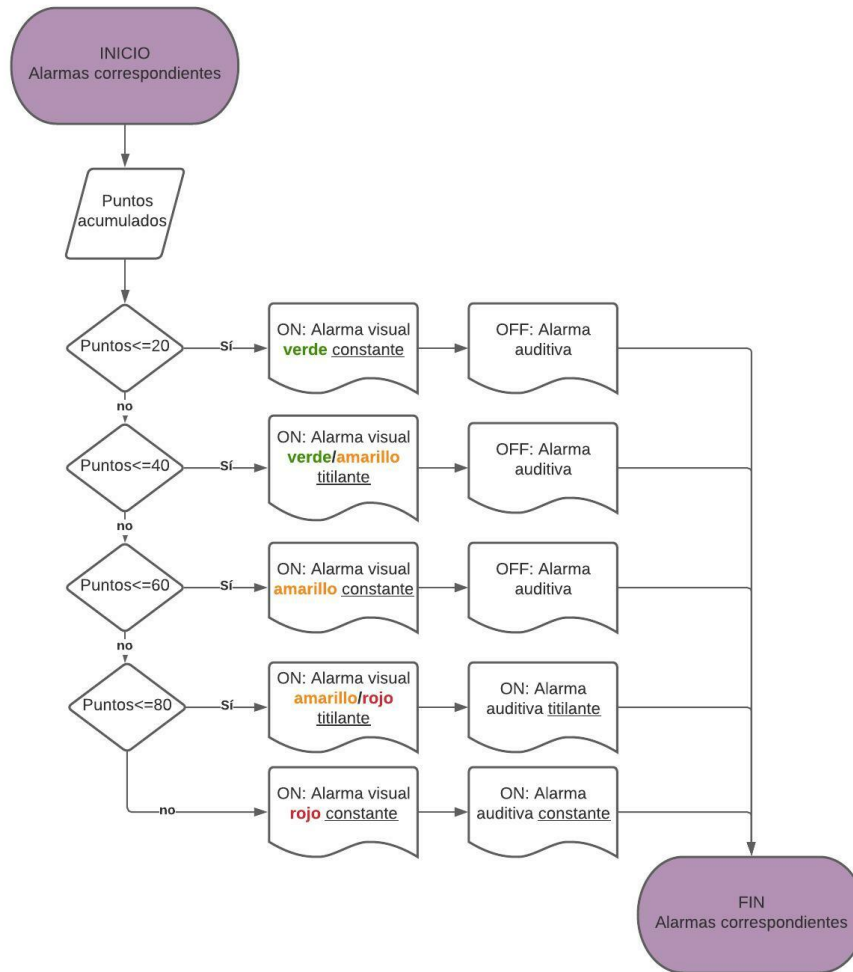 INICIO
Alarmas correspondientes
Puntos
acumulados
Puntos<=20
Sí
ON: Alarma visual
verde constante
OFF: Alarma
auditiva
no
Puntos<=40
Sí
ON: Alarma visual
verde/amarillo
titilante
OFF: Alarma
auditiva
no
Puntos<=60
Sí
ON: Alarma visual
amarillo constante
OFF: Alarma
auditiva
no
Puntos<=80
Sí
ON: Alarma visual
amarillo/rojo
titilante
ON: Alarma
auditiva titilante
no
ON: Alarma visual
rojo constante
ON: Alarma
auditiva constante
FIN
Alarmas correspondientes